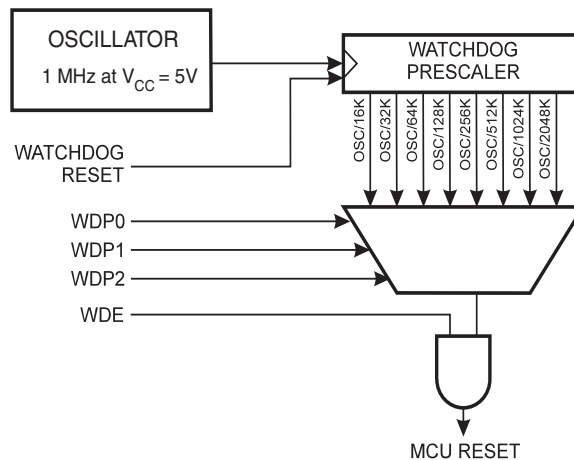 OSCILLATOR
1 MHz at VCC = 5V
WATCHDOG
PRESCALER
OSC/16K
OSC/32K
OSC/64K
OSC/128K
OSC/256K
OSC/512K
OSC/1024K
OSC/2048K
WATCHDOG
RESET
WDP0
WDP1
WDP2
WDE
MCU RESET